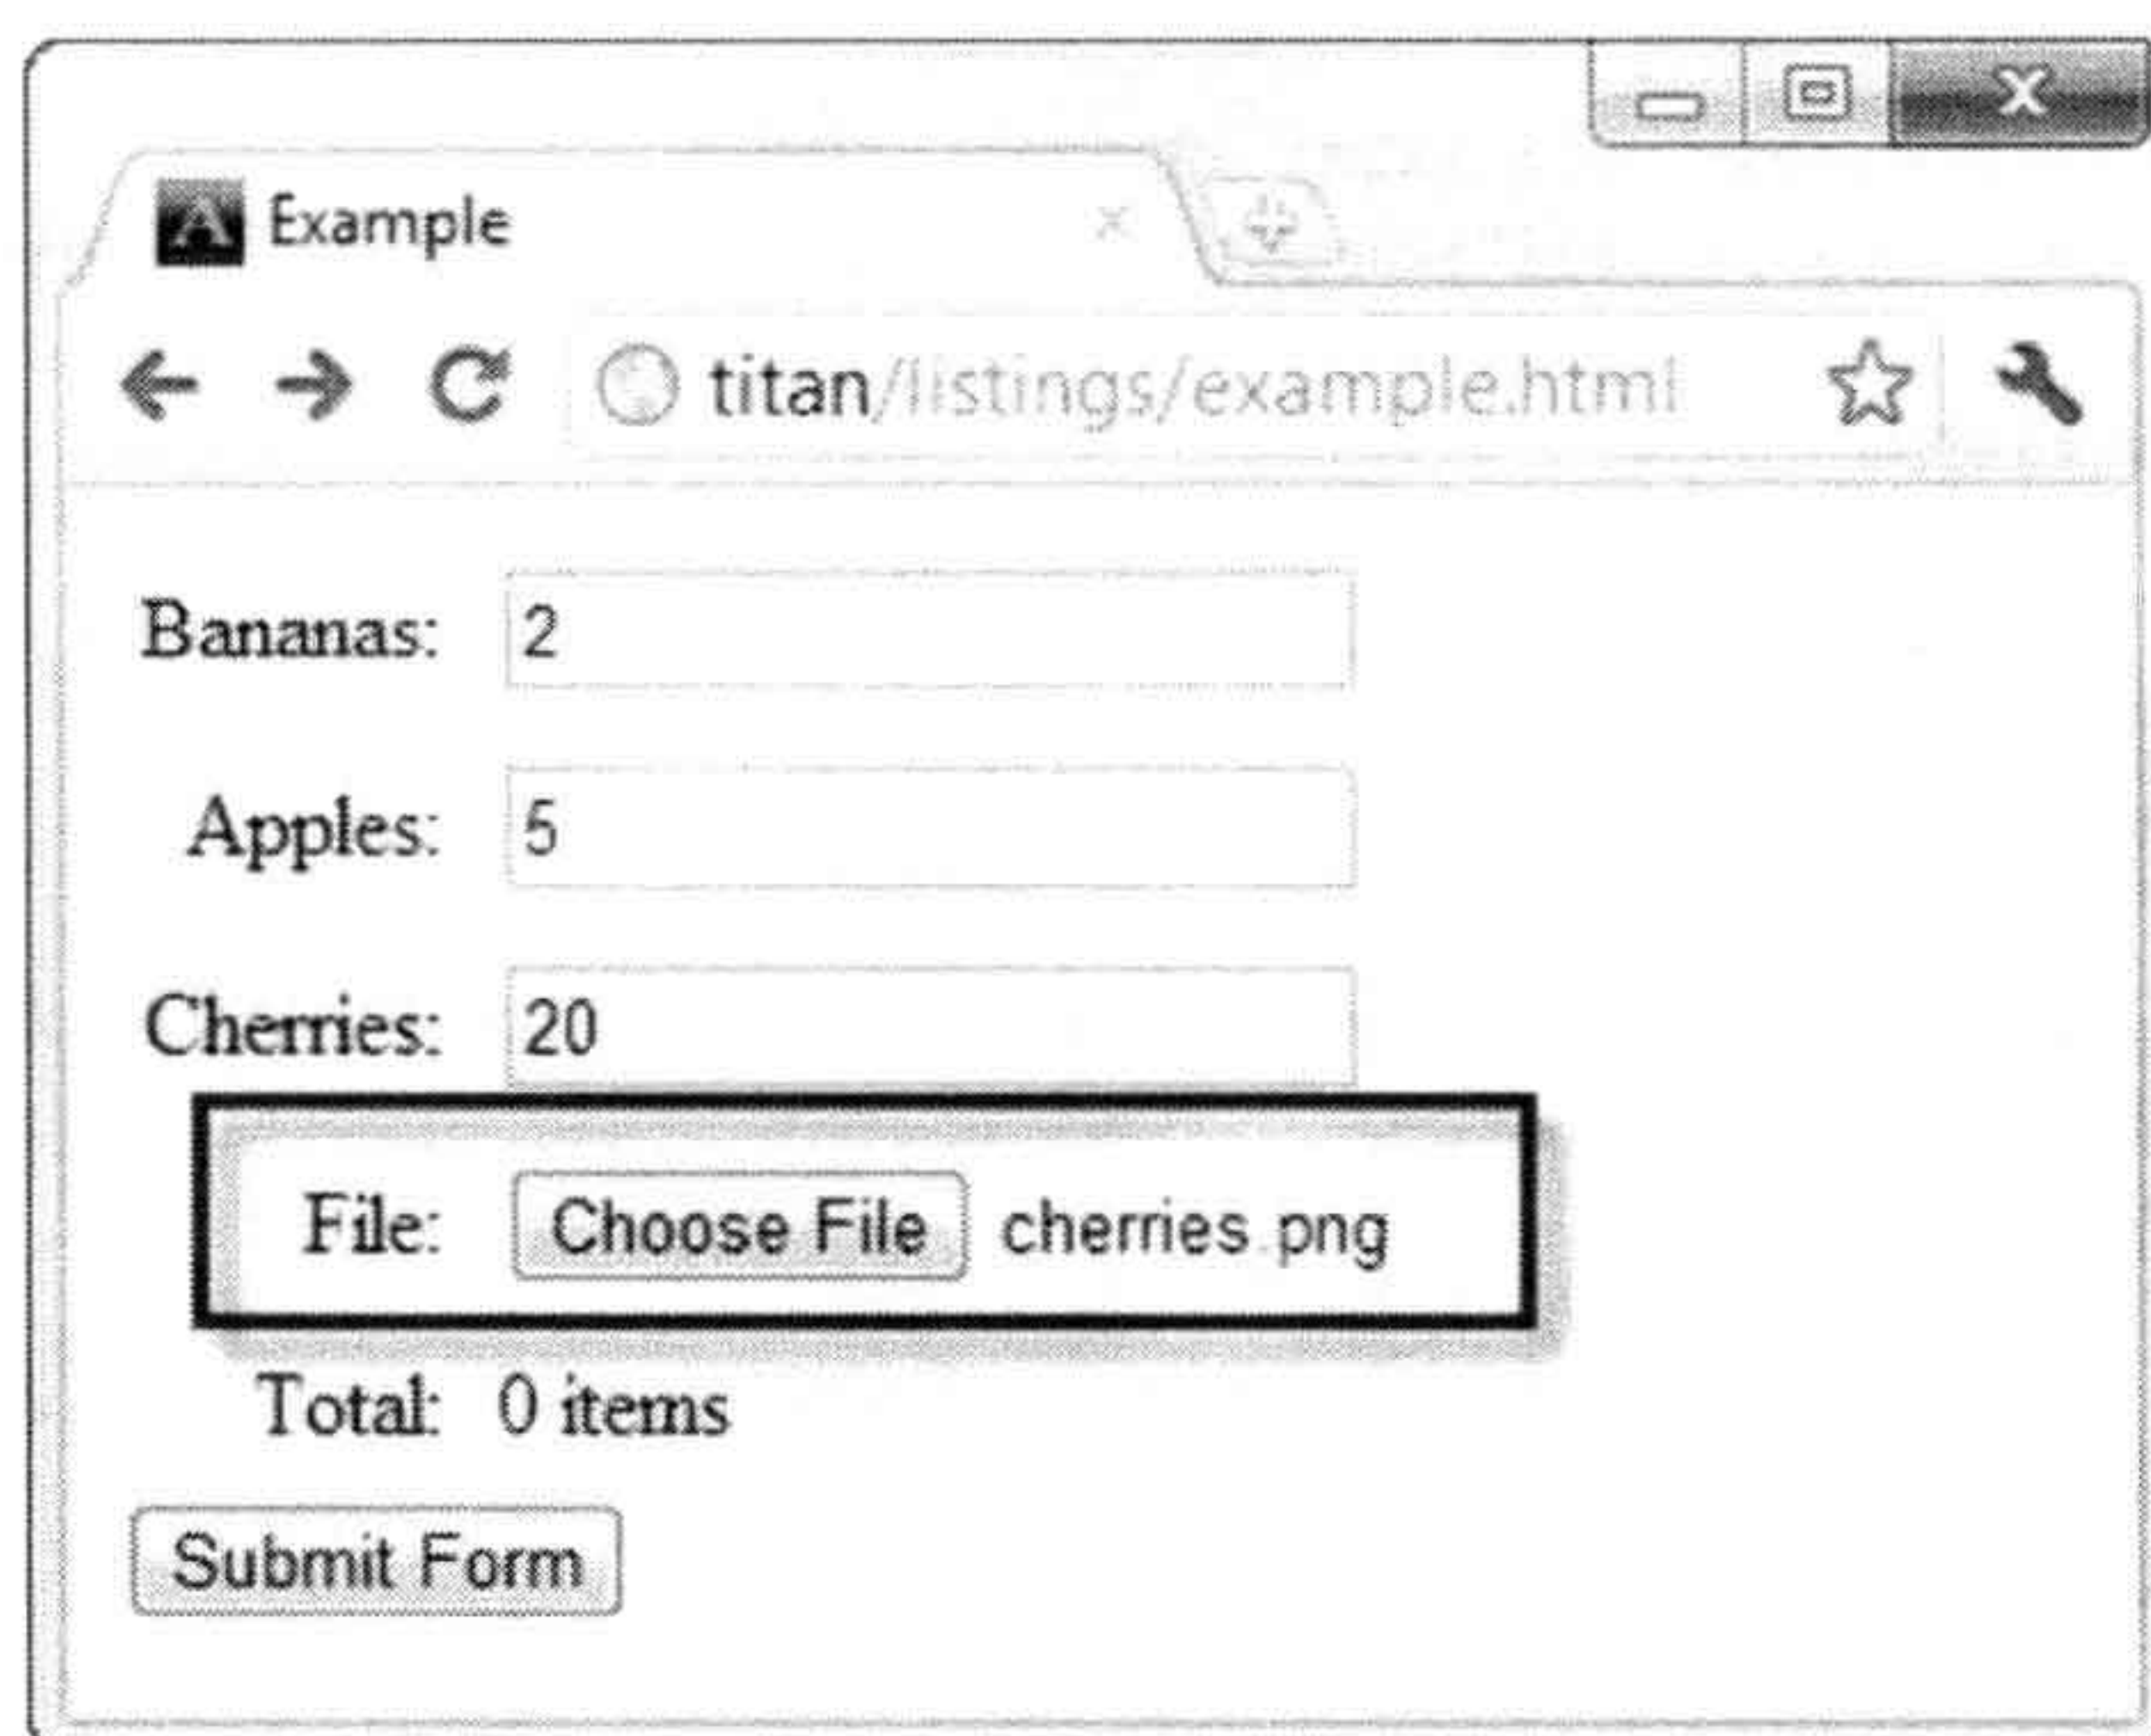 Example
titan/listings/example.html
Bananas: 2
Apples: 5
Cherries: 20
File: Choose File cherries.png
Total: 0 items
Submit Form